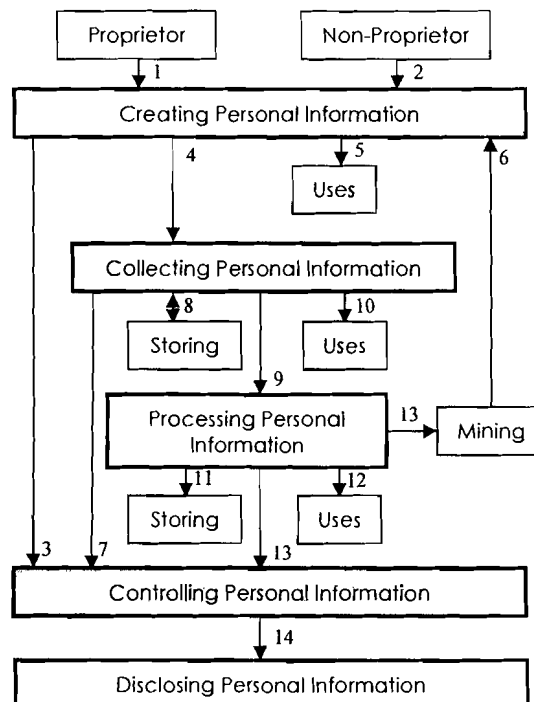 Proprietor
Non-Proprietor
1
2
Creating Personal Information
4
5
6
Uses
Collecting Personal Information
8
10
Storing
Uses
9
Processing Personal
Information
13
Mining
11
12
Storing
Uses
3
7
13
Controlling Personal Information
14
Disclosing Personal Information